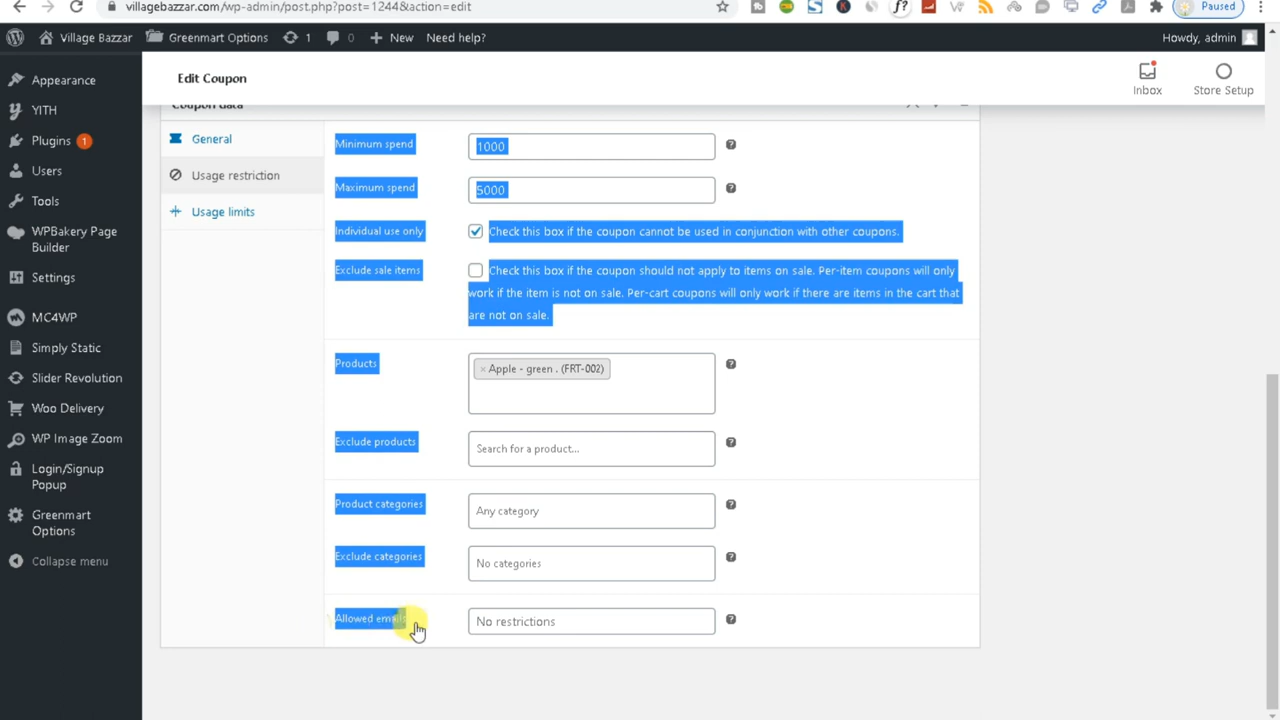 villagebazzar.com/wp-admin/post.php?post=1244&action=edit
Paused
Village Bazzar
Greenmart Options
1
0
New
Need help?
Howdy, admin
Appearance
YITH
Plugins 1
Users
Tools
WPBakery Page
Builder
Settings
MC4WP
Simply Static
Slider Revolution
Woo Delivery
WP Image Zoom
Login/Signup
Popup
Greenmart
Options
Collapse menu
Edit Coupon
Inbox
Store Setup
Coupon data
General
Usage restriction
Usage limits
Minimum spend
1000
Maximum spend
5000
Individual use only
Check this box if the coupon cannot be used in conjunction with other coupons.
Exclude sale items
Check this box if the coupon should not apply to items on sale. Per-item coupons will only
work if the item is not on sale. Per-cart coupons will only work if there are items in the cart that
are not on sale.
Products
× Apple - green . (FRT-002)
Exclude products
Search for a product...
Product categories
Any category
Exclude categories
No categories
Allowed emails
No restrictions